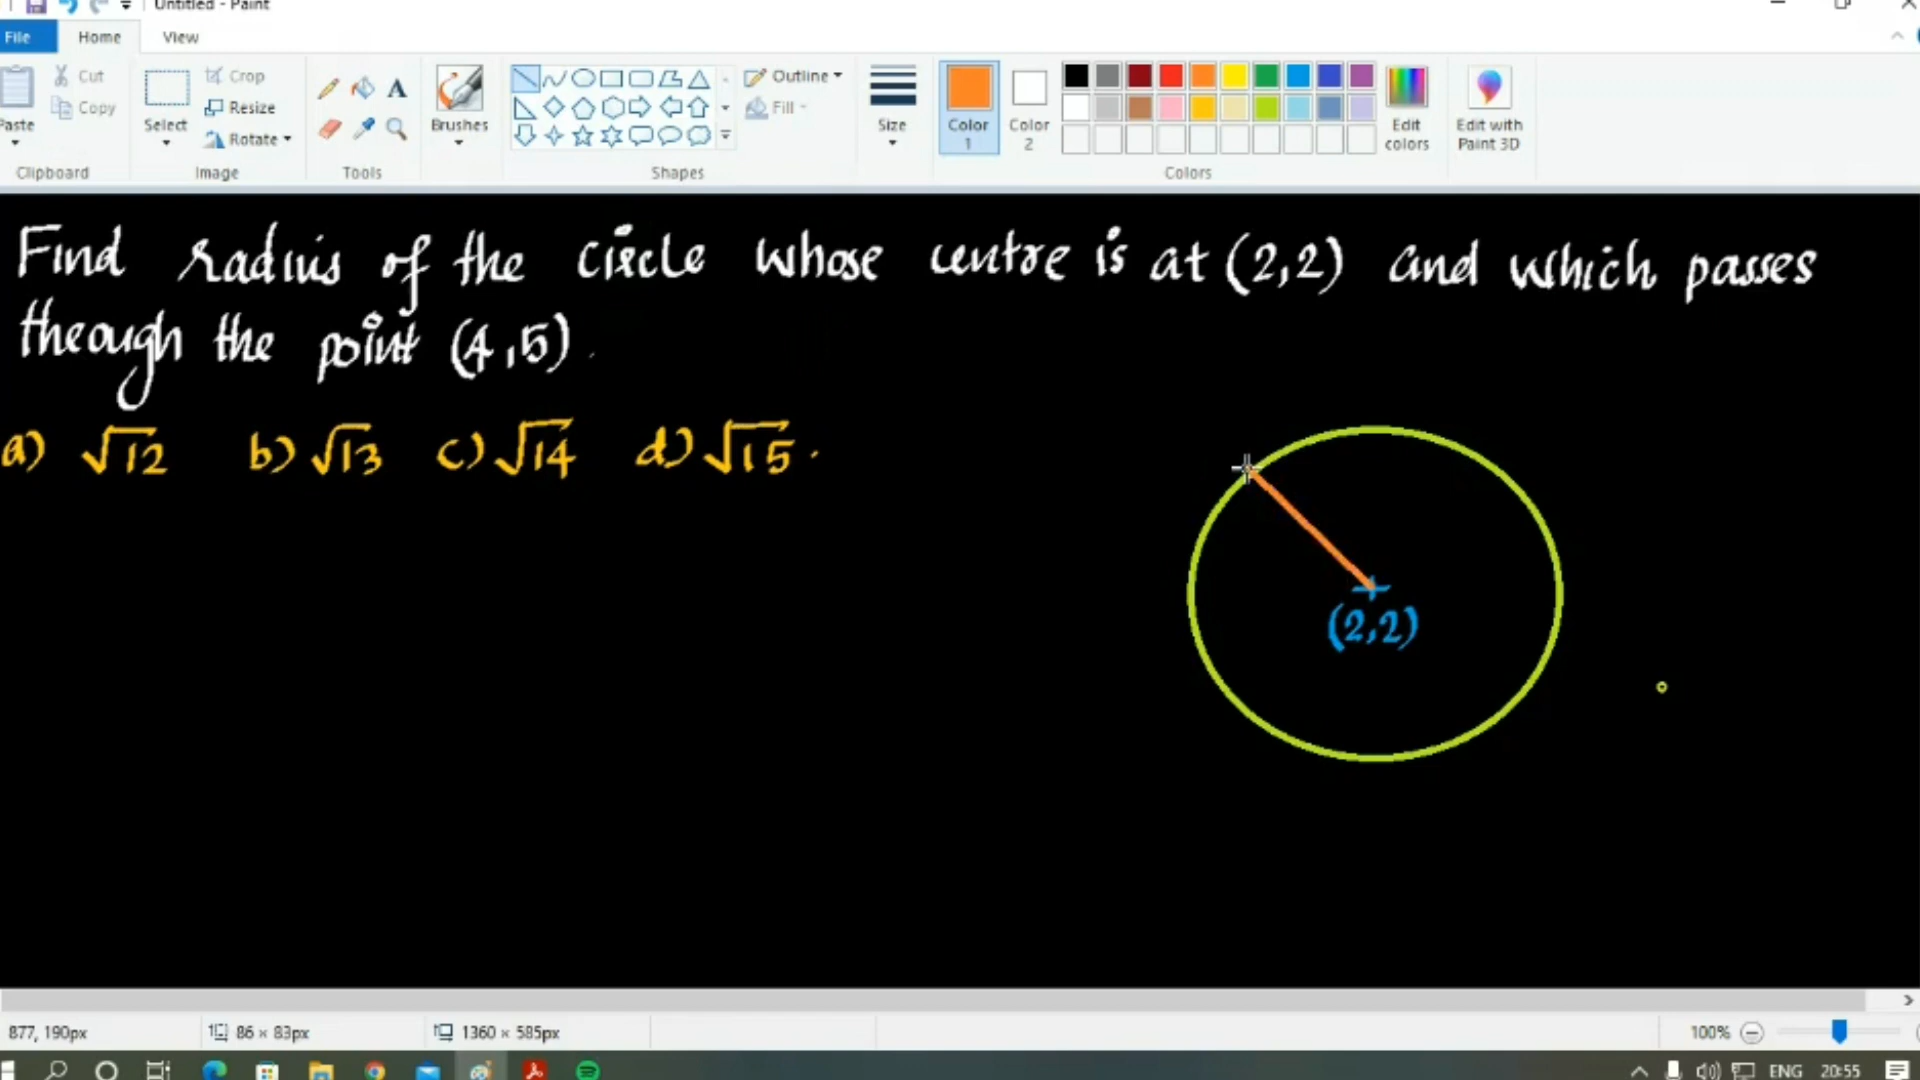 Untitled - Paint
File Home View
Paste Cut Copy Clipboard
Select Crop Resize Rotate Image
A Tools
Brushes
Outline Fill Shapes
Size
Color 1 Color 2
Edit colors Colors
Edit with Paint 3D
Find radius of the circle whose centre is at (2,2) and which passes
through the point (4,5).
a) √12 b) √13 c) √14 d) √15.
(2,2)
877, 190px 86 × 83px 1360 × 585px 100%
ENG 20:55